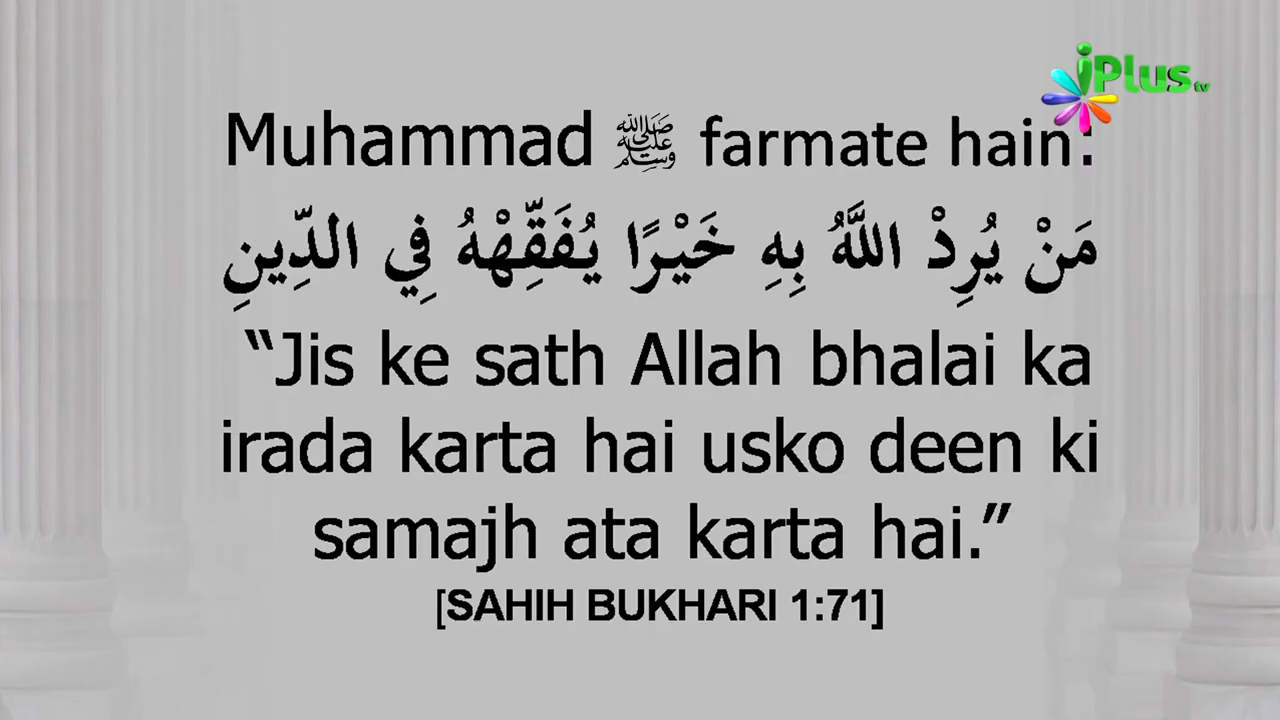 iPlus tv
Muhammad ﷺ farmate hain:
مَنْ يُرِدْ اللَّهُ بِهِ خَيْرًا يُفَقِّهْهُ فِي الدِّينِ
“Jis ke sath Allah bhalai ka
irada karta hai usko deen ki
samajh ata karta hai.”
[SAHIH BUKHARI 1:71]